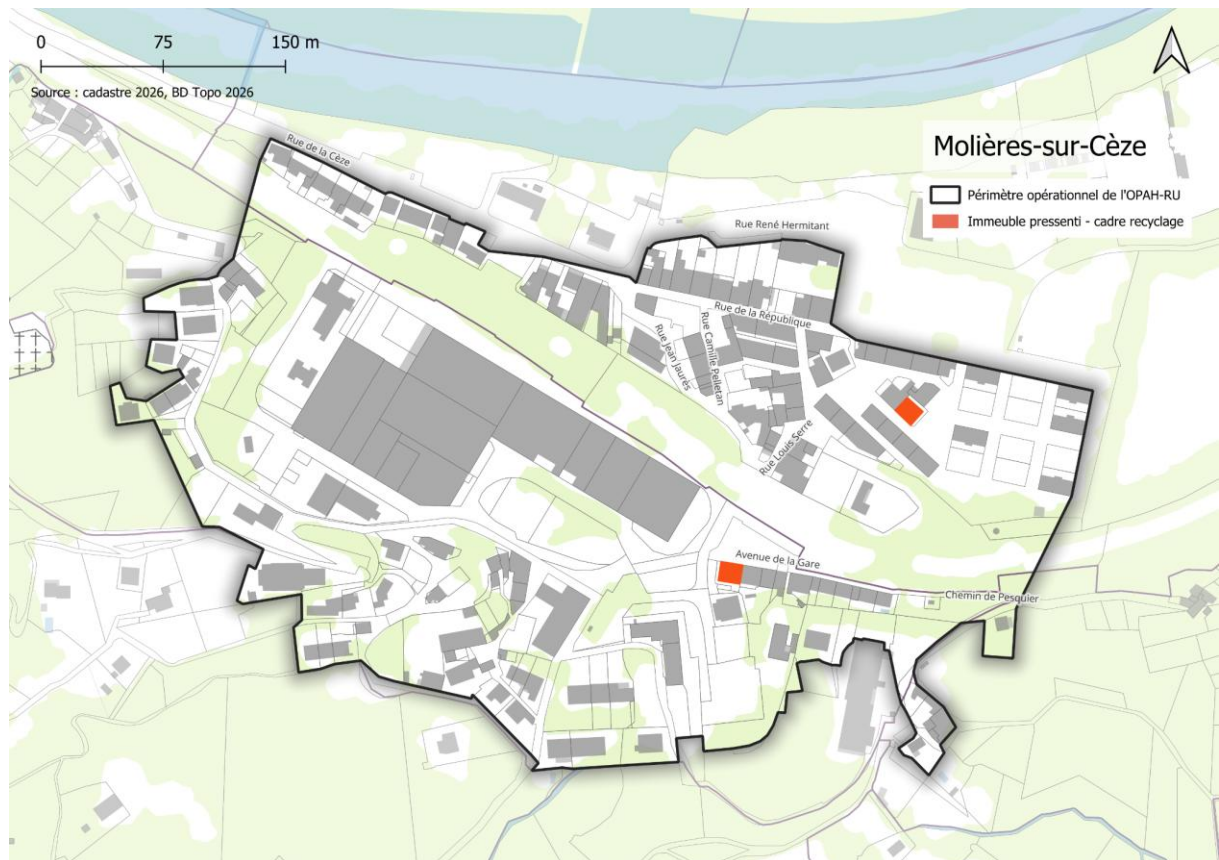 0 75 150 m
Source : cadastre 2026, BD Topo 2026
Molières-sur-Cèze
Périmètre opérationnel de l'OPAH-RU
Immeuble pressenti - cadre recyclage
Rue de la Cèze
Rue René Hermitant
Rue de la République
Rue Jean Jaurès
Rue Camille Pelletan
Rue Louis Serre
Avenue de la Gare
Chemin de Pesquier